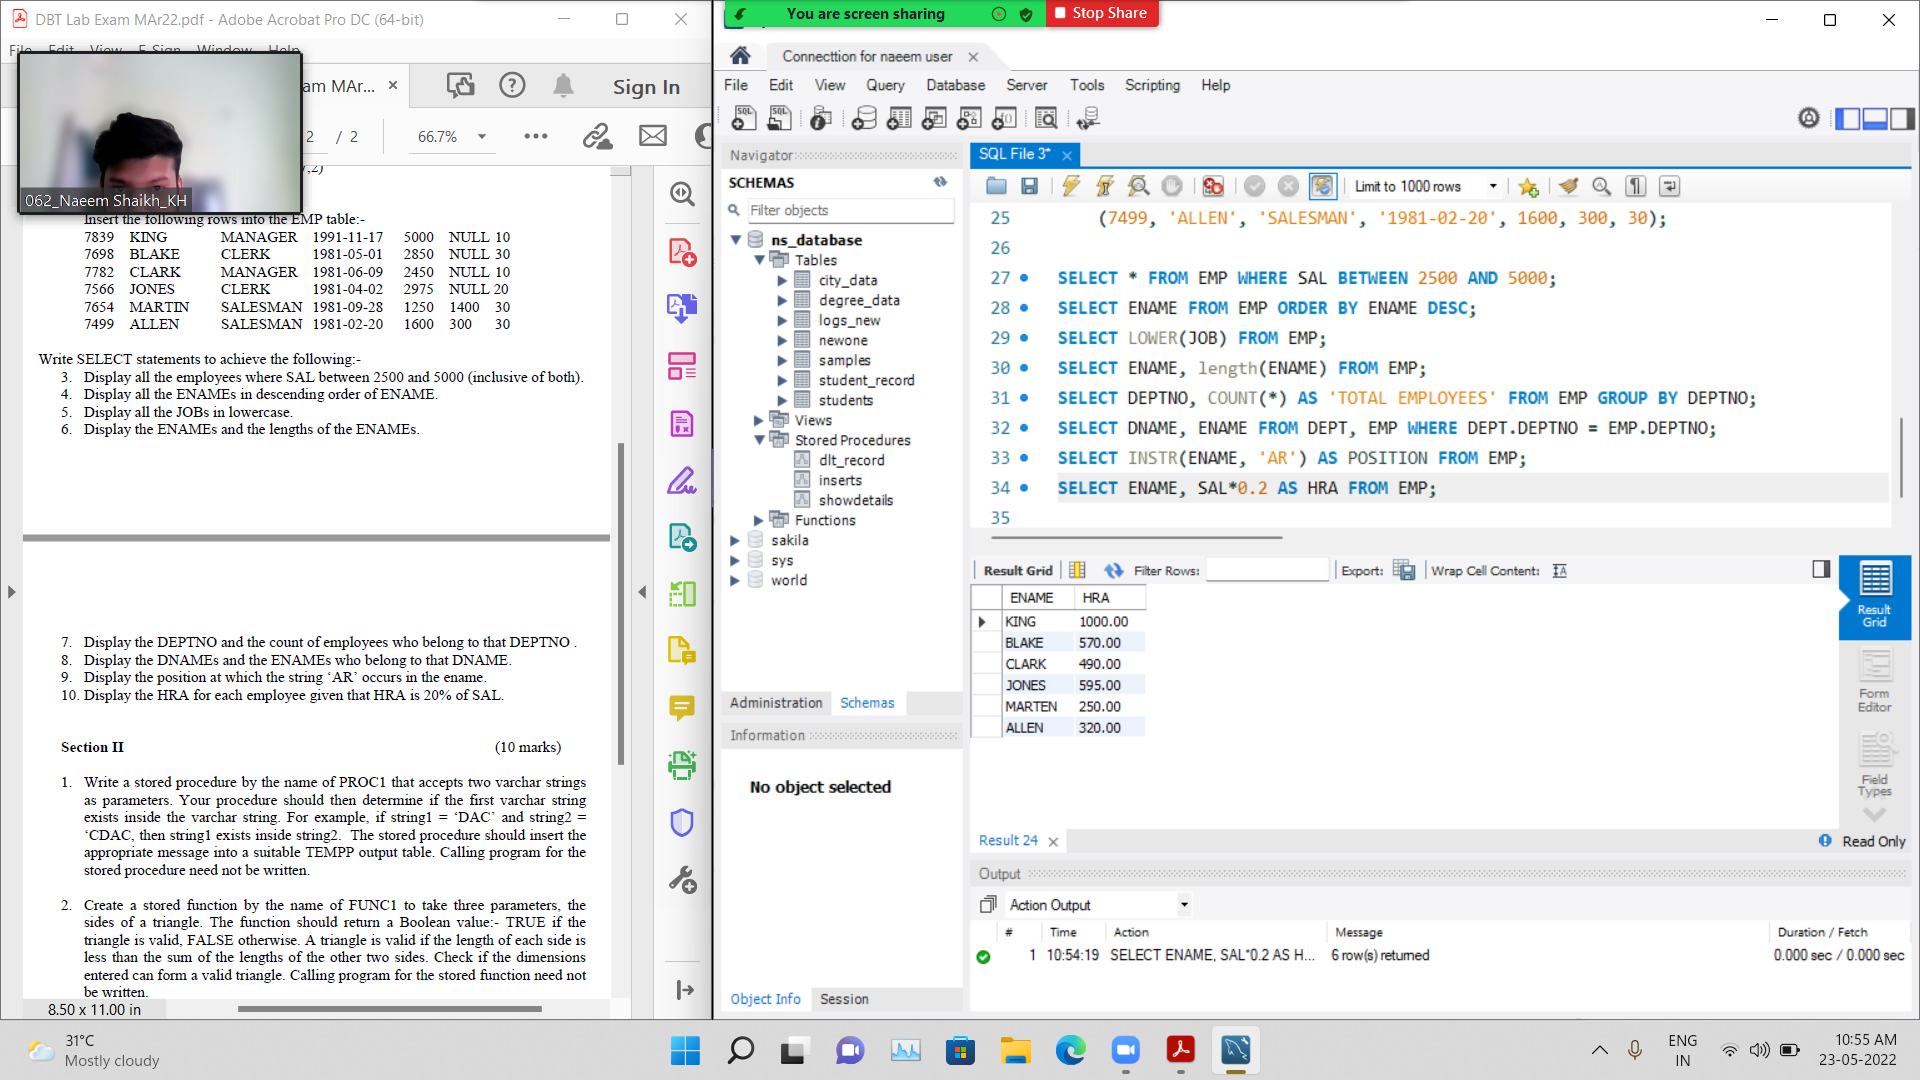 DBT Lab Exam MAr22.pdf - Adobe Acrobat Pro DC (64-bit)
File Edit View E-Sign Window Help
am MAr...
Sign In
2 / 2
66.7%
062_Naeem Shaikh_KH
,2)
Insert the following rows into the EMP table:-
7839 KING MANAGER 1991-11-17 5000 NULL 10
7698 BLAKE CLERK 1981-05-01 2850 NULL 30
7782 CLARK MANAGER 1981-06-09 2450 NULL 10
7566 JONES CLERK 1981-04-02 2975 NULL 20
7654 MARTIN SALESMAN 1981-09-28 1250 1400 30
7499 ALLEN SALESMAN 1981-02-20 1600 300 30
Write SELECT statements to achieve the following:-
3. Display all the employees where SAL between 2500 and 5000 (inclusive of both).
4. Display all the ENAMEs in descending order of ENAME.
5. Display all the JOBs in lowercase.
6. Display the ENAMEs and the lengths of the ENAMEs.
7. Display the DEPTNO and the count of employees who belong to that DEPTNO .
8. Display the DNAMEs and the ENAMEs who belong to that DNAME.
9. Display the position at which the string ‘AR’ occurs in the ename.
10. Display the HRA for each employee given that HRA is 20% of SAL.
Section II (10 marks)
1. Write a stored procedure by the name of PROC1 that accepts two varchar strings
as parameters. Your procedure should then determine if the first varchar string
exists inside the varchar string. For example, if string1 = ‘DAC’ and string2 =
‘CDAC, then string1 exists inside string2. The stored procedure should insert the
appropriate message into a suitable TEMPP output table. Calling program for the
stored procedure need not be written.
2. Create a stored function by the name of FUNC1 to take three parameters, the
sides of a triangle. The function should return a Boolean value:- TRUE if the
triangle is valid, FALSE otherwise. A triangle is valid if the length of each side is
less than the sum of the lengths of the other two sides. Check if the dimensions
entered can form a valid triangle. Calling program for the stored function need not
be written.
8.50 x 11.00 in
You are screen sharing
Stop Share
Connecttion for naeem user
File Edit View Query Database Server Tools Scripting Help
Navigator
SCHEMAS
Filter objects
ns_database
Tables
city_data
degree_data
logs_new
newone
samples
student_record
students
Views
Stored Procedures
dlt_record
inserts
showdetails
Functions
sakila
sys
world
Administration Schemas
Information
No object selected
Object Info Session
SQL File 3*
Limit to 1000 rows
25 (7499, 'ALLEN', 'SALESMAN', '1981-02-20', 1600, 300, 30);
26
27 SELECT * FROM EMP WHERE SAL BETWEEN 2500 AND 5000;
28 SELECT ENAME FROM EMP ORDER BY ENAME DESC;
29 SELECT LOWER(JOB) FROM EMP;
30 SELECT ENAME, length(ENAME) FROM EMP;
31 SELECT DEPTNO, COUNT(*) AS 'TOTAL EMPLOYEES' FROM EMP GROUP BY DEPTNO;
32 SELECT DNAME, ENAME FROM DEPT, EMP WHERE DEPT.DEPTNO = EMP.DEPTNO;
33 SELECT INSTR(ENAME, 'AR') AS POSITION FROM EMP;
34 SELECT ENAME, SAL*0.2 AS HRA FROM EMP;
35
Result Grid Filter Rows: Export: Wrap Cell Content:
ENAME HRA
KING 1000.00
BLAKE 570.00
CLARK 490.00
JONES 595.00
MARTEN 250.00
ALLEN 320.00
Result Grid
Form Editor
Field Types
Result 24
Read Only
Output
Action Output
# Time Action Message Duration / Fetch
1 10:54:19 SELECT ENAME, SAL*0.2 AS H... 6 row(s) returned 0.000 sec / 0.000 sec
31°C
Mostly cloudy
ENG
IN
10:55 AM
23-05-2022